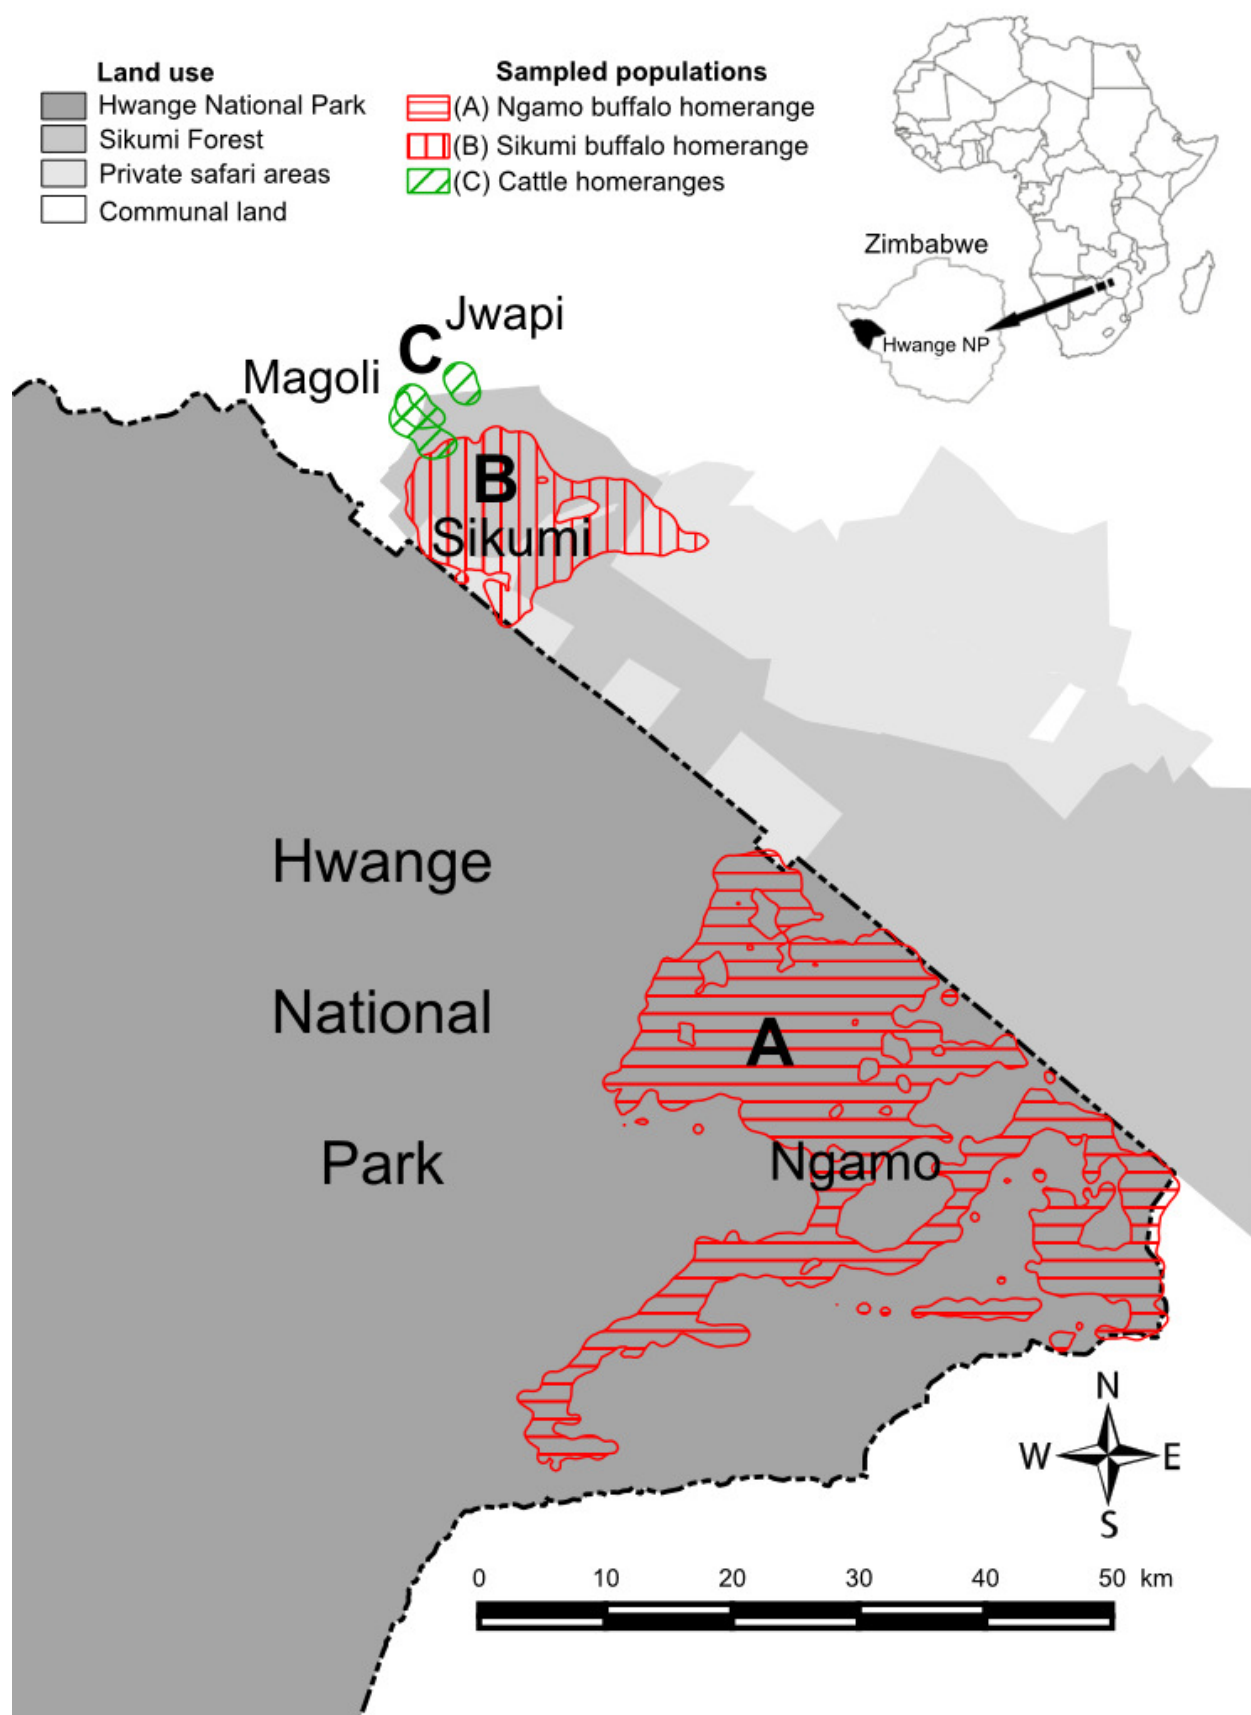 Land use
Hwange National Park
Sikumi Forest
Private safari areas
Communal land
Sampled populations
(A) Ngamo buffalo homerange
(B) Sikumi buffalo homerange
(C) Cattle homeranges
Zimbabwe
Hwange NP
Jwapi
C
Magoli
B
Sikumi
Hwange
National
Park
A
Ngamo
N
W E
S
0 10 20 30 40 50 km